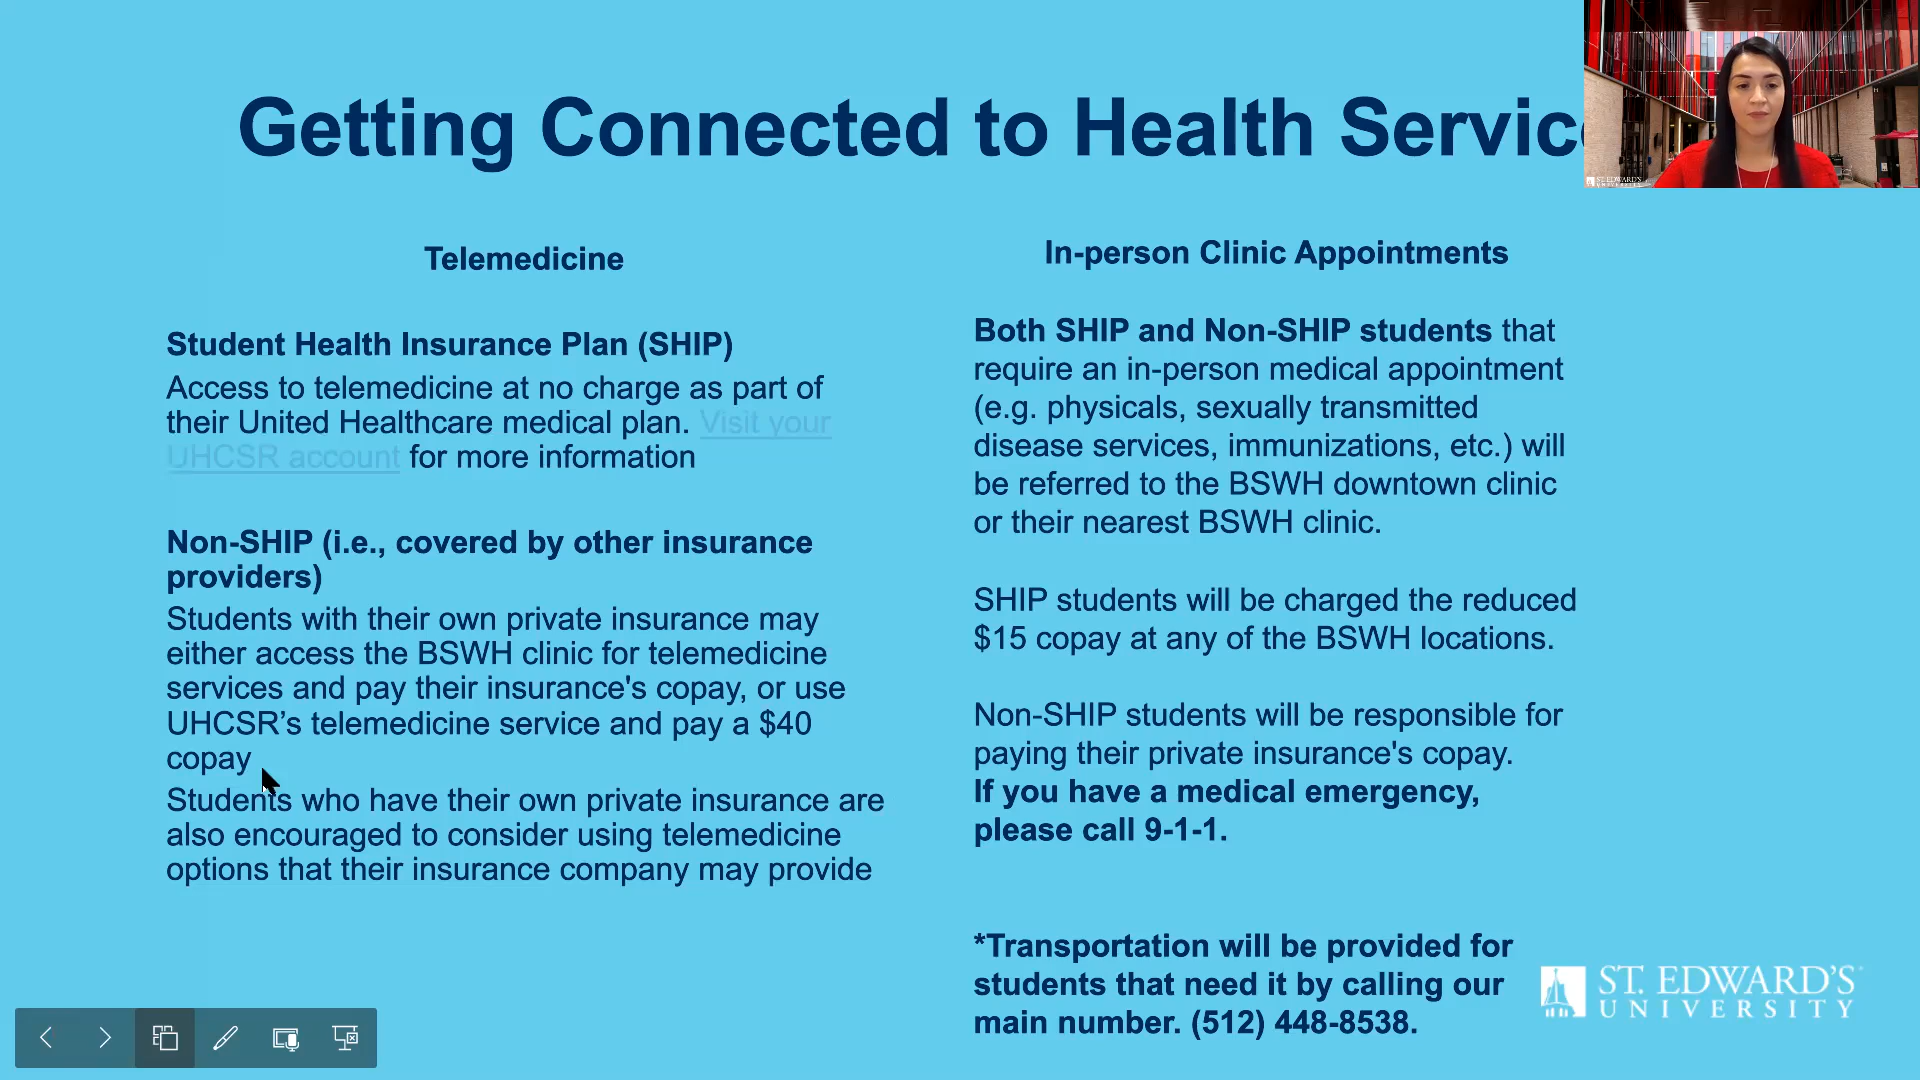 Getting Connected to Health Servic
Telemedicine
Student Health Insurance Plan (SHIP)
Access to telemedicine at no charge as part of
their United Healthcare medical plan. Visit your
UHCSR account for more information
Non-SHIP (i.e., covered by other insurance
providers)
Students with their own private insurance may
either access the BSWH clinic for telemedicine
services and pay their insurance's copay, or use
UHCSR’s telemedicine service and pay a $40
copay
Students who have their own private insurance are
also encouraged to consider using telemedicine
options that their insurance company may provide
In-person Clinic Appointments
Both SHIP and Non-SHIP students that
require an in-person medical appointment
(e.g. physicals, sexually transmitted
disease services, immunizations, etc.) will
be referred to the BSWH downtown clinic
or their nearest BSWH clinic.
SHIP students will be charged the reduced
$15 copay at any of the BSWH locations.
Non-SHIP students will be responsible for
paying their private insurance's copay.
If you have a medical emergency,
please call 9-1-1.
*Transportation will be provided for
students that need it by calling our
main number. (512) 448-8538.
ST. EDWARD'S
UNIVERSITY
ST. EDWARD'S
UNIVERSITY